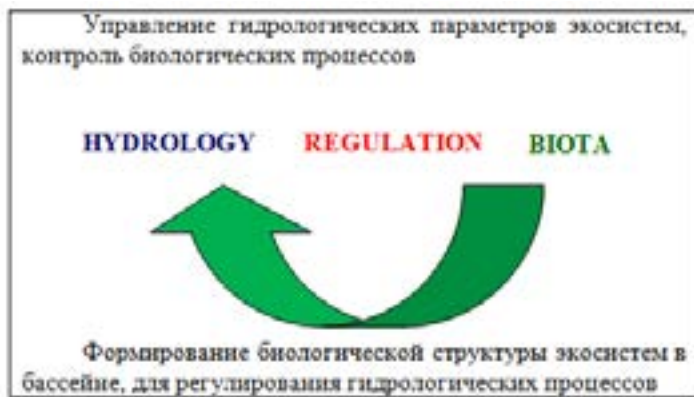 Управление гидрологических параметров экосистем,
контроль биологических процессов
HYDROLOGY REGULATION BIOTA
Формирование биологической структуры экосистем в
бассейне, для регулирования гидрологических процессов